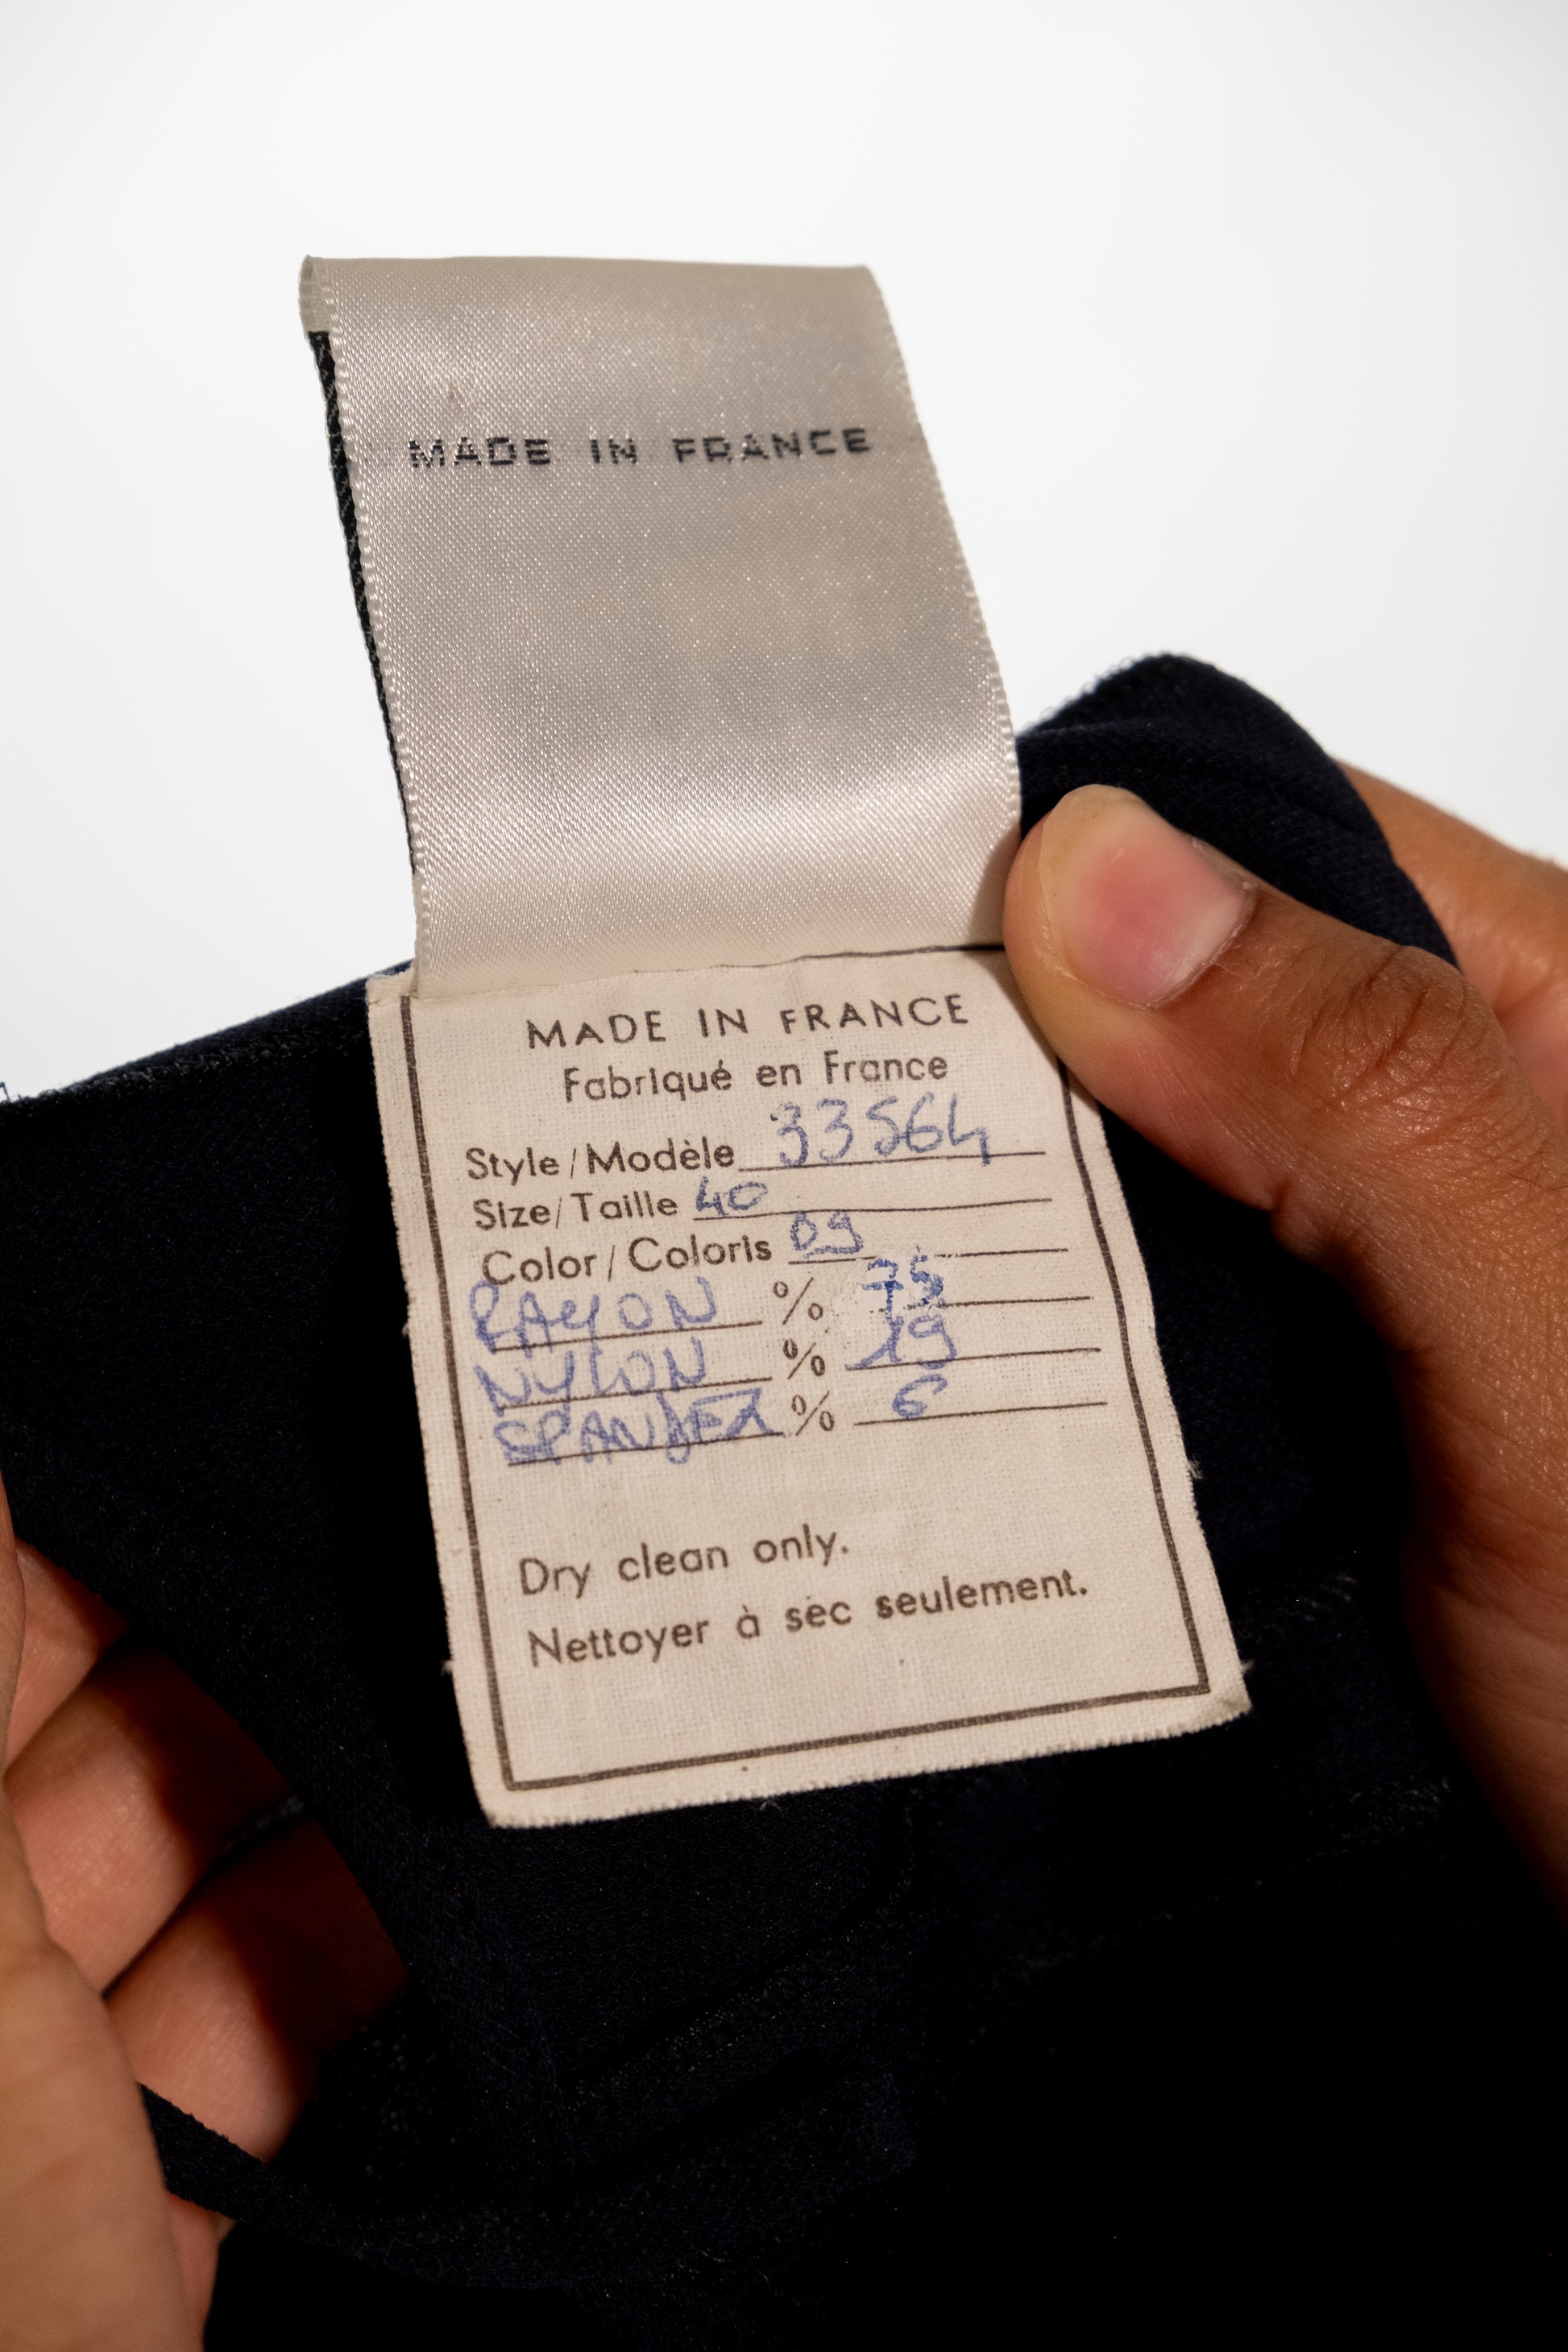 MADE IN FRANCE
MADE IN FRANCE
Fabriqué en France
Style/Modèle 33564
Size/Taille 40
Color/Coloris 09
RAYON % 75
NYLON % 19
SPANDEX % 6
Dry clean only.
Nettoyer à sec seulement.